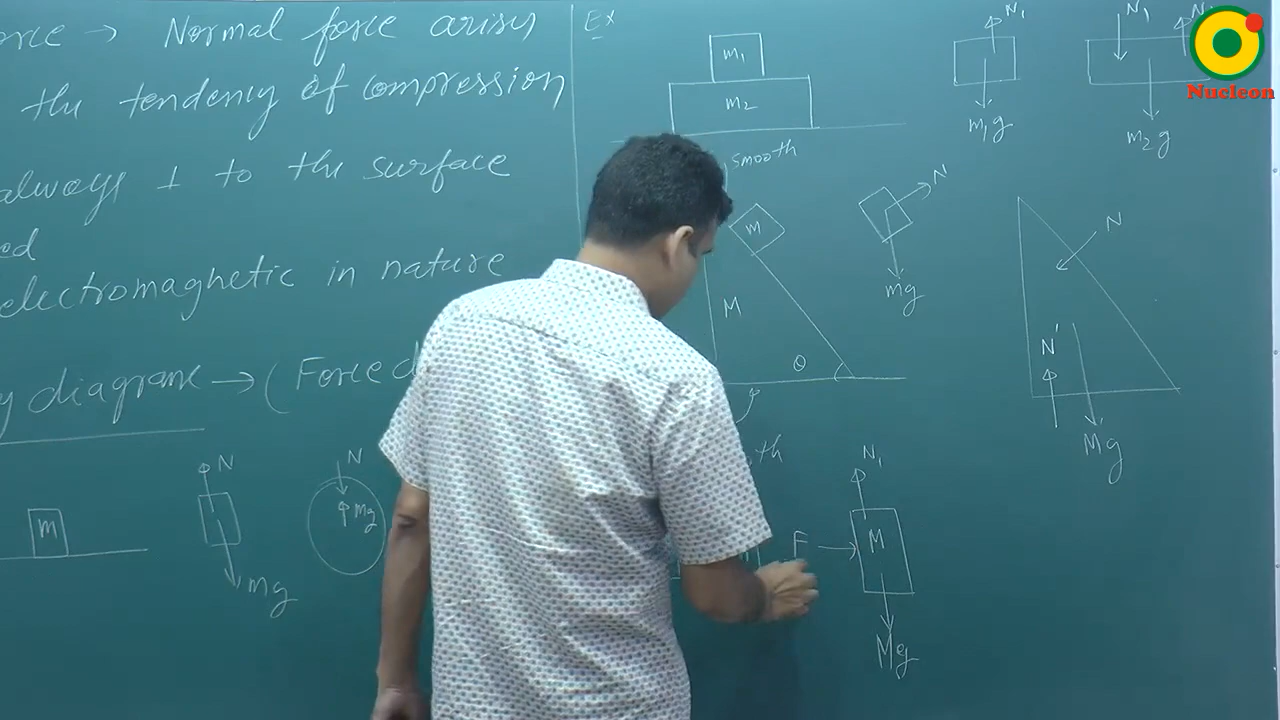 orce → Normal force arises
the tendency of compression
always ⊥ to the surface
ed
electromagnetic in nature
y diagram → ( Force d
M
N
mg
N
mg
Ex
m₁
m₂
smooth
m
M
θ
th
N₁
m₁g
N₁
N
m₂g
N
mg
N
N'
Mg
F
N₁
M
Mg
Nucleon